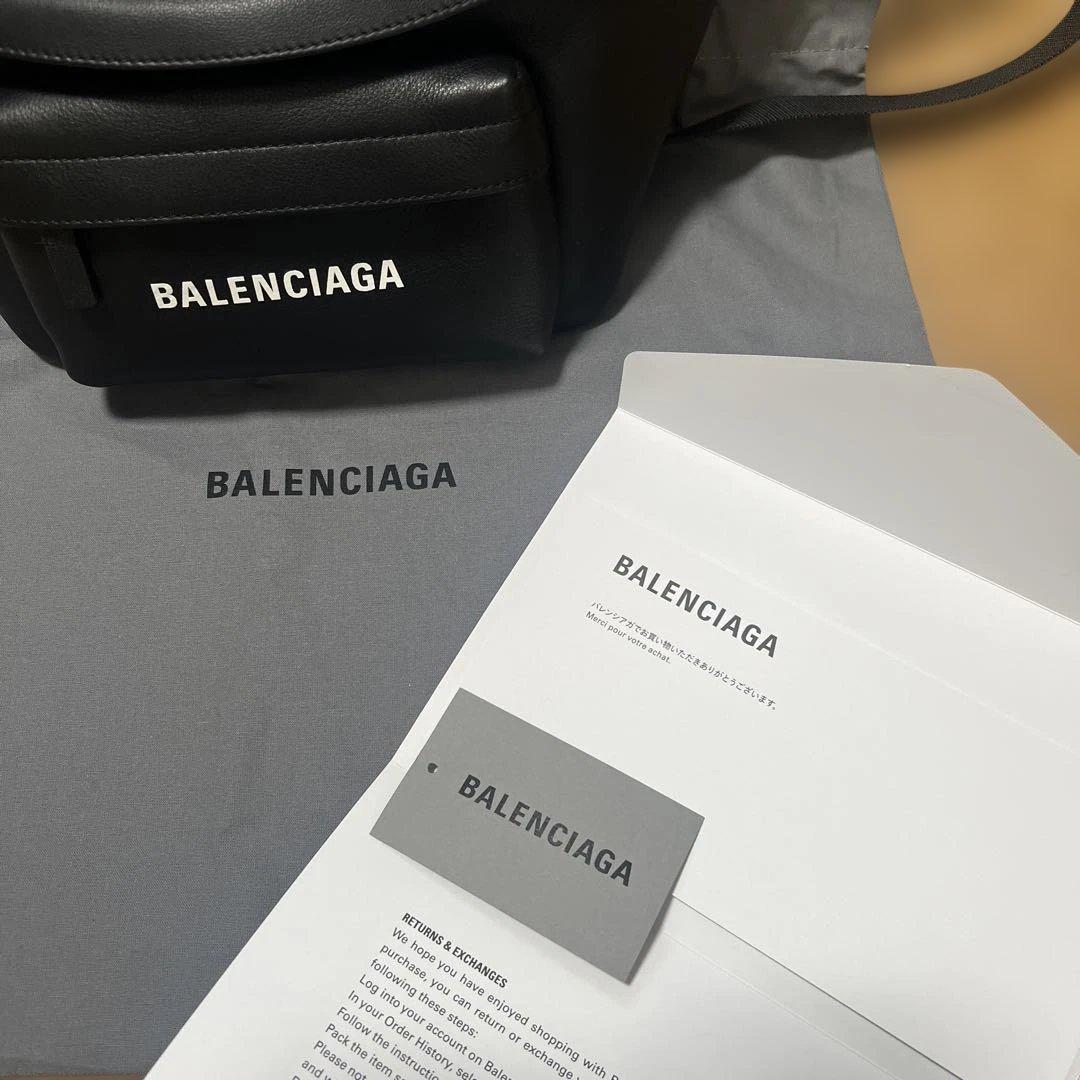 BALENCIAGA
BALENCIAGA
BALENCIAGA
バレンシアガでお買い物いただきありがとうございます。
Merci pour votre achat.
BALENCIAGA
RETURNS & EXCHANGES
We hope you have enjoyed shopping with
purchase, you can return or exchange
following these steps:
Log into your account on
In your Order History,
Follow the
Pack the item
Please not
and